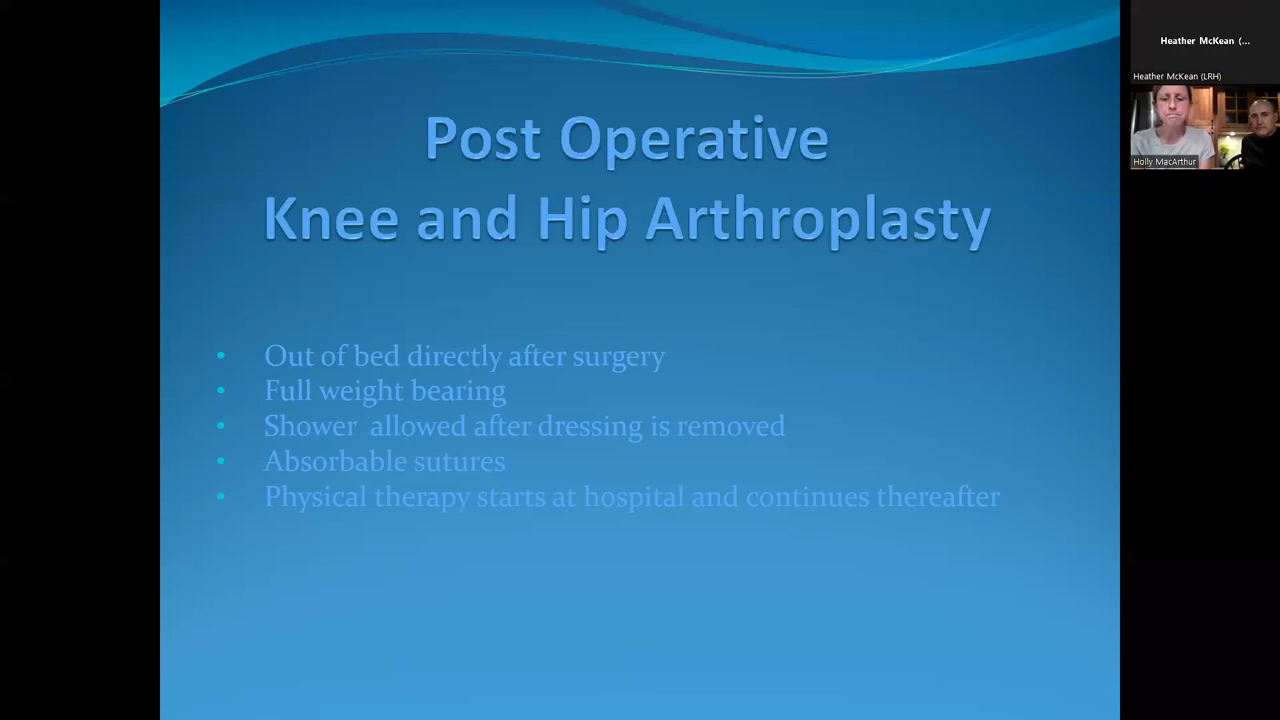 Post Operative
Knee and Hip Arthroplasty
• Out of bed directly after surgery
• Full weight bearing
• Shower allowed after dressing is removed
• Absorbable sutures
• Physical therapy starts at hospital and continues thereafter
Heather McKean (...
Heather McKean (LRH)
Holly MacArthur